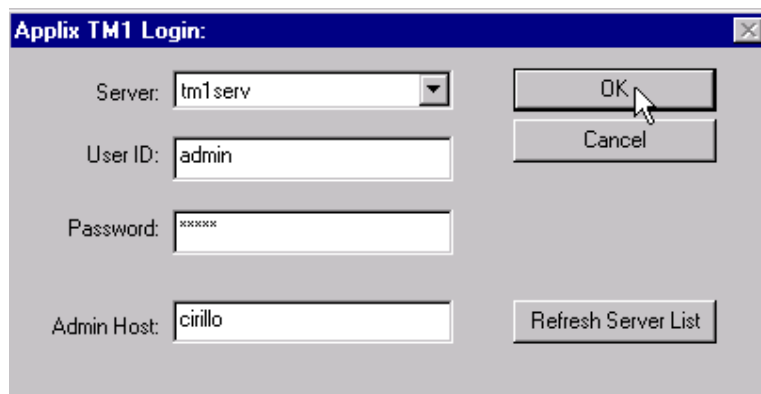 Applix TM1 Login:
Server: tm1serv OK
Cancel
User ID: admin
Password: *****
Admin Host: cirillo Refresh Server List